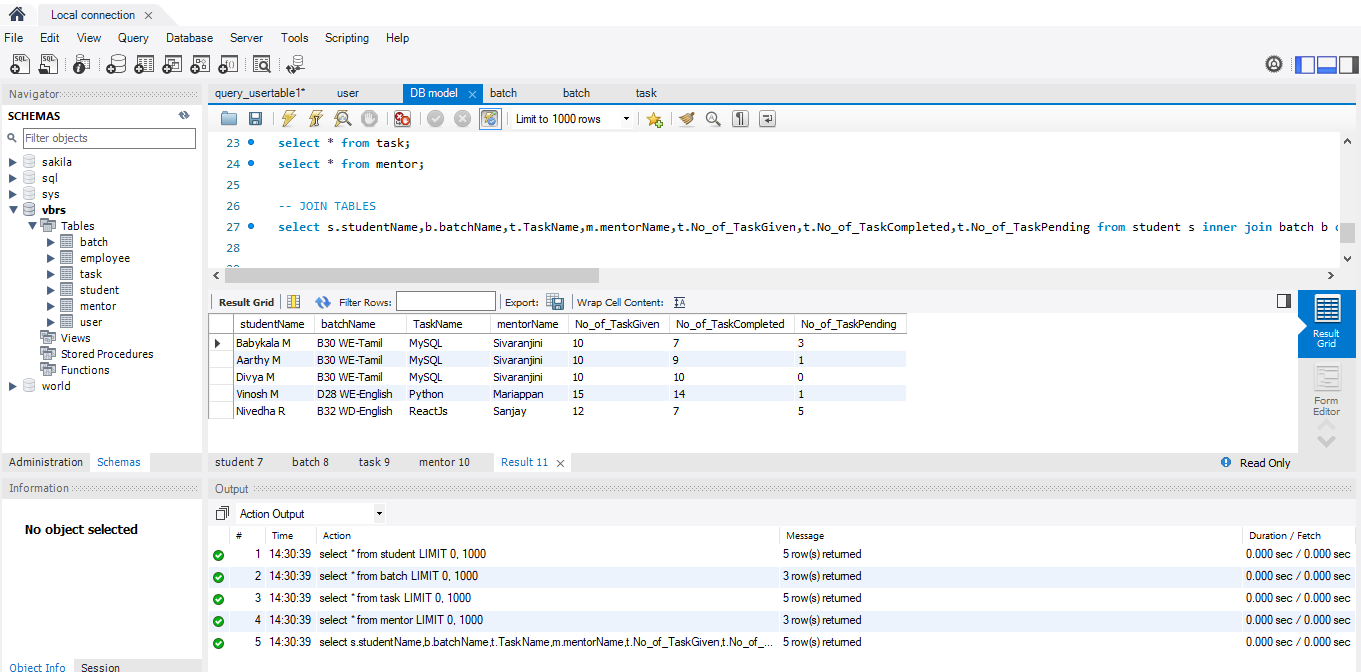 Local connection
File Edit View Query Database Server Tools Scripting Help
Navigator
SCHEMAS
Filter objects
sakila
sql
sys
vbrs
Tables
batch
employee
task
student
mentor
user
Views
Stored Procedures
Functions
world
Administration Schemas
Information
No object selected
Object Info Session
query_usertable1* user DB model batch batch task
Limit to 1000 rows
23 select * from task;
24 select * from mentor;
25
26 -- JOIN TABLES
27 select s.studentName,b.batchName,t.TaskName,m.mentorName,t.No_of_TaskGiven,t.No_of_TaskCompleted,t.No_of_TaskPending from student s inner join batch b
28
Result Grid Filter Rows: Export: Wrap Cell Content:
studentName batchName TaskName mentorName No_of_TaskGiven No_of_TaskCompleted No_of_TaskPending
Babykala M B30 WE-Tamil MySQL Sivaranjini 10 7 3
Aarthy M B30 WE-Tamil MySQL Sivaranjini 10 9 1
Divya M B30 WE-Tamil MySQL Sivaranjini 10 10 0
Vinosh M D28 WE-English Python Mariappan 15 14 1
Nivedha R B32 WD-English ReactJs Sanjay 12 7 5
Result
Grid
Form
Editor
student 7 batch 8 task 9 mentor 10 Result 11 Read Only
Output
Action Output
# Time Action Message Duration / Fetch
1 14:30:39 select * from student LIMIT 0, 1000 5 row(s) returned 0.000 sec / 0.000 sec
2 14:30:39 select * from batch LIMIT 0, 1000 3 row(s) returned 0.000 sec / 0.000 sec
3 14:30:39 select * from task LIMIT 0, 1000 5 row(s) returned 0.000 sec / 0.000 sec
4 14:30:39 select * from mentor LIMIT 0, 1000 3 row(s) returned 0.000 sec / 0.000 sec
5 14:30:39 select s.studentName,b.batchName,t.TaskName,m.mentorName,t.No_of_TaskGiven,t.No_of_... 5 row(s) returned 0.000 sec / 0.000 sec